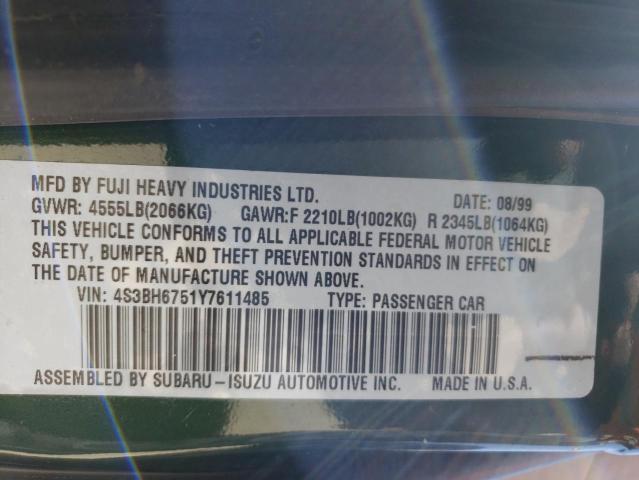 MFD BY FUJI HEAVY INDUSTRIES LTD. DATE: 08/99
GVWR: 4555LB(2066KG) GAWR:F 2210LB(1002KG) R 2345LB(1064KG)
THIS VEHICLE CONFORMS TO ALL APPLICABLE FEDERAL MOTOR VEHICLE
SAFETY, BUMPER, AND THEFT PREVENTION STANDARDS IN EFFECT ON
THE DATE OF MANUFACTURE SHOWN ABOVE.
VIN: 4S3BH6751Y7611485 TYPE: PASSENGER CAR
ASSEMBLED BY SUBARU-ISUZU AUTOMOTIVE INC. MADE IN U.S.A.